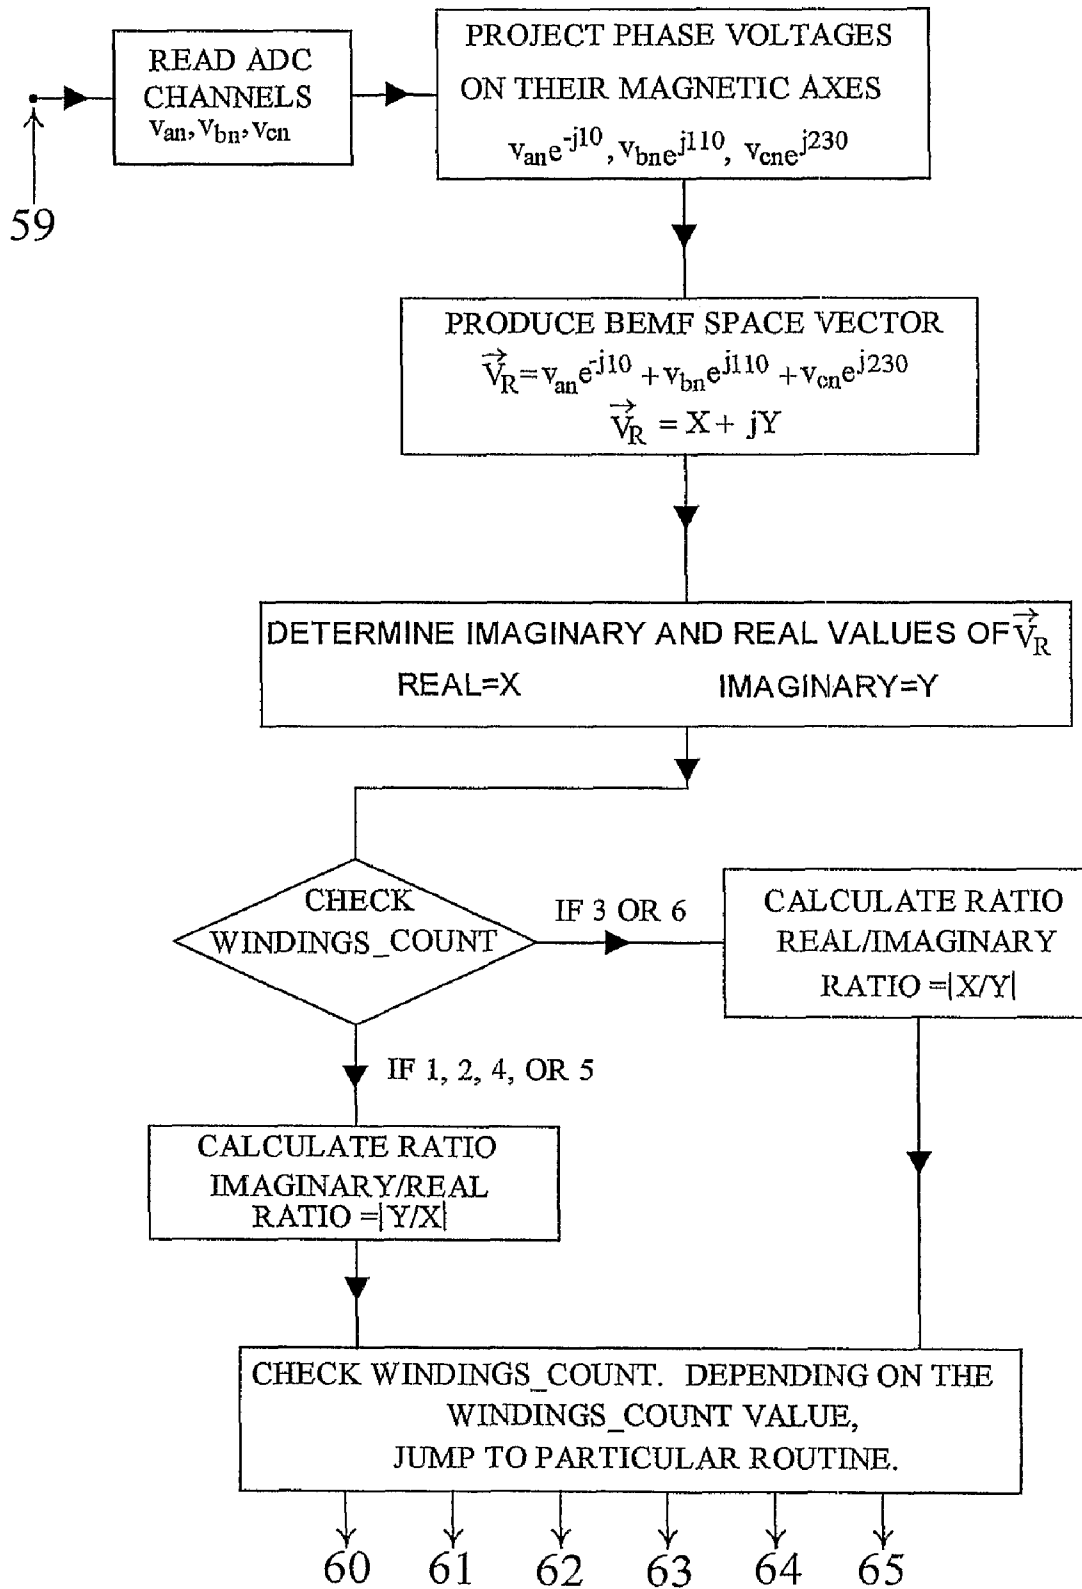 READ ADC
CHANNELS
van, vbn, vcn
PROJECT PHASE VOLTAGES
ON THEIR MAGNETIC AXES
vane-j10, vbnej110, vcnej230
59
PRODUCE BEMF SPACE VECTOR
V⃗R=vane-j10 +vbnej110 +vcnej230
V⃗R = X + jY
DETERMINE IMAGINARY AND REAL VALUES OF V⃗R
REAL=X IMAGINARY=Y
CHECK
WINDINGS_COUNT
IF 3 OR 6
CALCULATE RATIO
REAL/IMAGINARY
RATIO =|X/Y|
IF 1, 2, 4, OR 5
CALCULATE RATIO
IMAGINARY/REAL
RATIO =|Y/X|
CHECK WINDINGS_COUNT. DEPENDING ON THE
WINDINGS_COUNT VALUE,
JUMP TO PARTICULAR ROUTINE.
60 61 62 63 64 65